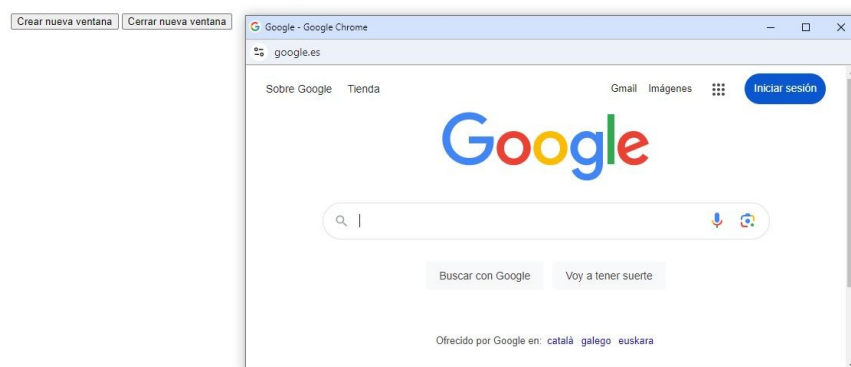 Crear nueva ventana Cerrar nueva ventana
Google - Google Chrome
google.es
Sobre Google Tienda Gmail Imágenes Iniciar sesión
Google
Buscar con Google Voy a tener suerte
Ofrecido por Google en: català galego euskara